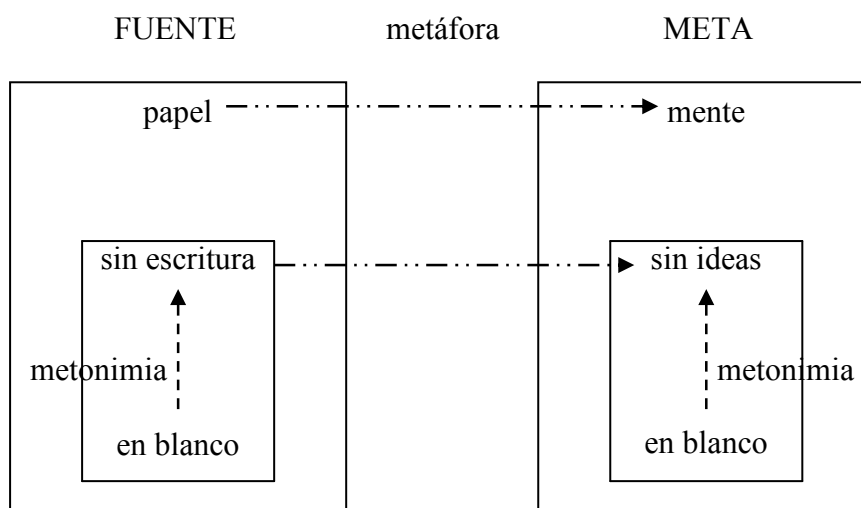 FUENTE metáfora META
papel mente
sin escritura sin ideas
metonimia metonimia
en blanco en blanco